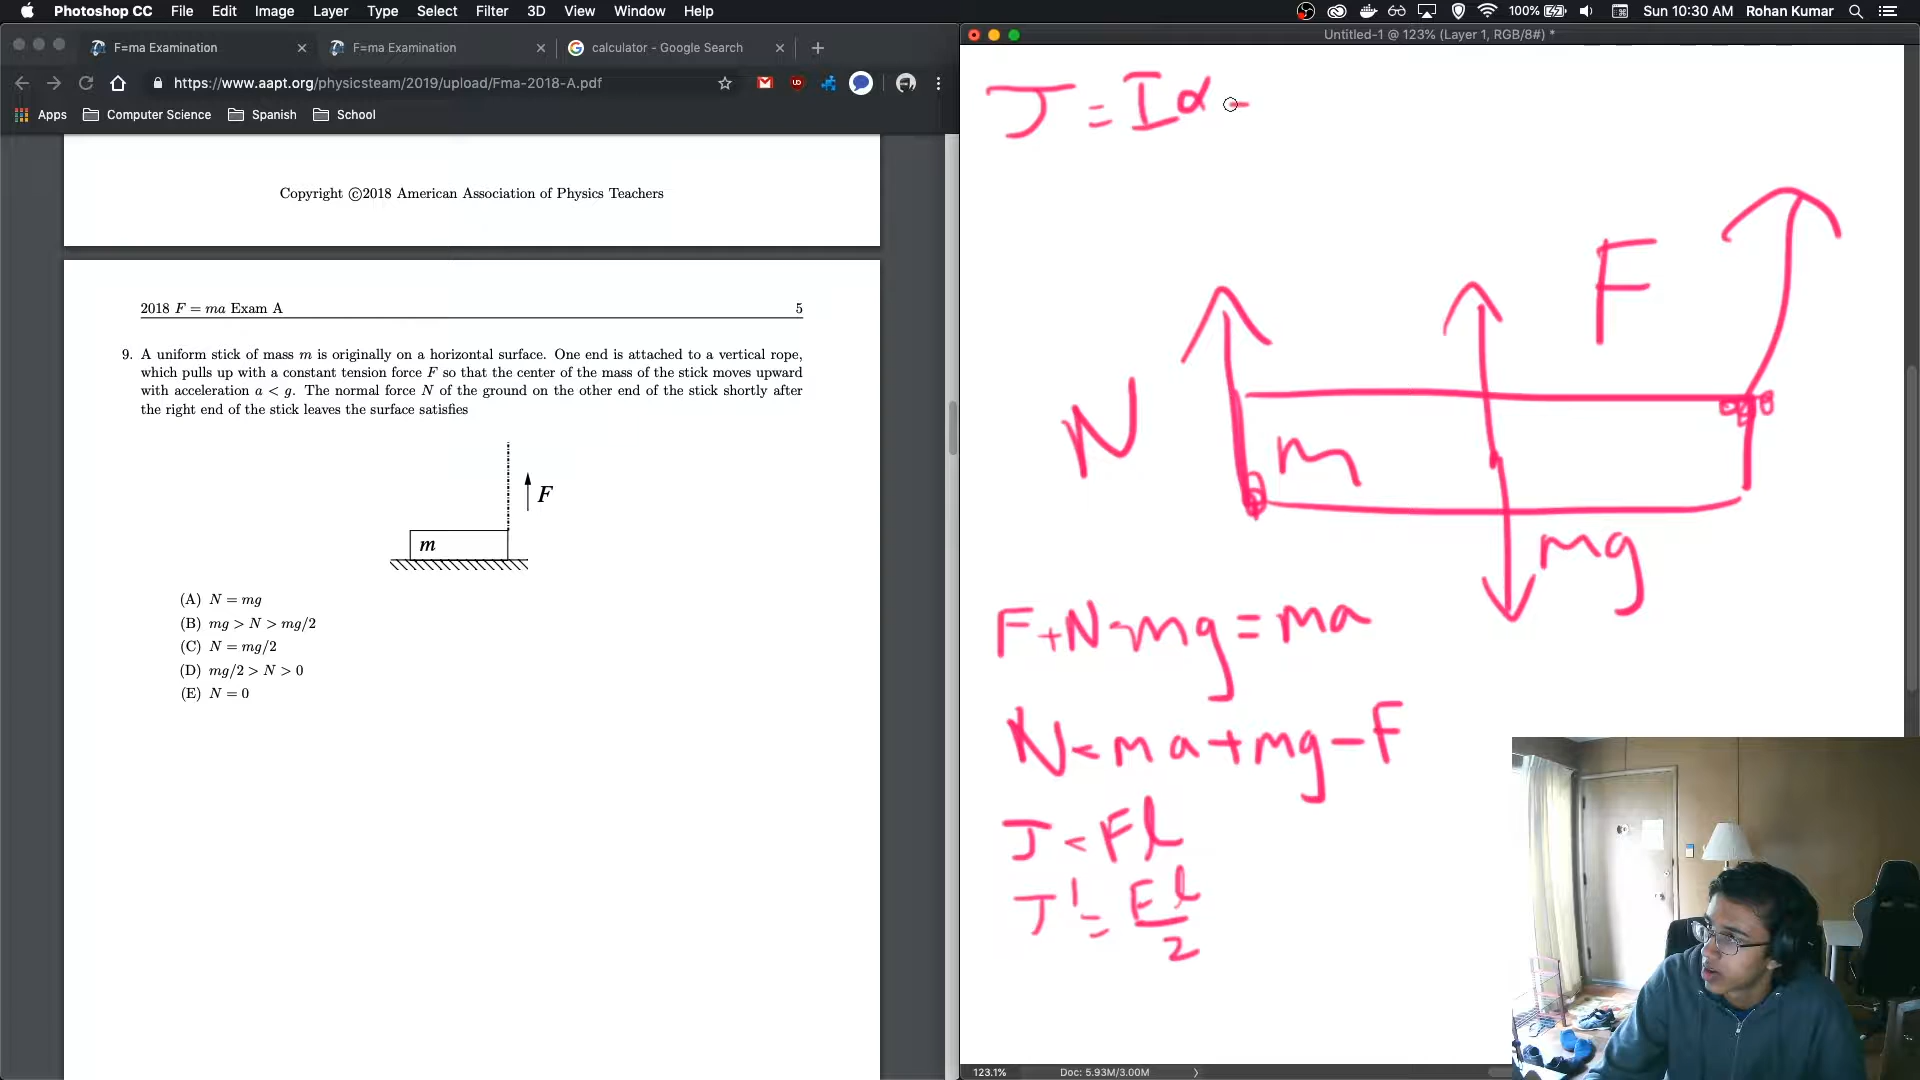 Photoshop CC File Edit Image Layer Type Select Filter 3D View Window Help
100% Sun 10:30 AM Rohan Kumar
F=ma Examination F=ma Examination calculator - Google Search
https://www.aapt.org/physicsteam/2019/upload/Fma-2018-A.pdf
Apps Computer Science Spanish School
Copyright ©2018 American Association of Physics Teachers
2018 F = ma Exam A 5
9. A uniform stick of mass m is originally on a horizontal surface. One end is attached to a vertical rope,
which pulls up with a constant tension force F so that the center of the mass of the stick moves upward
with acceleration a < g. The normal force N of the ground on the other end of the stick shortly after
the right end of the stick leaves the surface satisfies
F
m
(A) N = mg
(B) mg > N > mg/2
(C) N = mg/2
(D) mg/2 > N > 0
(E) N = 0
Untitled-1 @ 123% (Layer 1, RGB/8#) *
τ = Iα -
F
N
m
mg
F+N-mg = ma
N = ma+mg-F
τ = Fl
τ' = Fl/2
123.1% Doc: 5.93M/3.00M